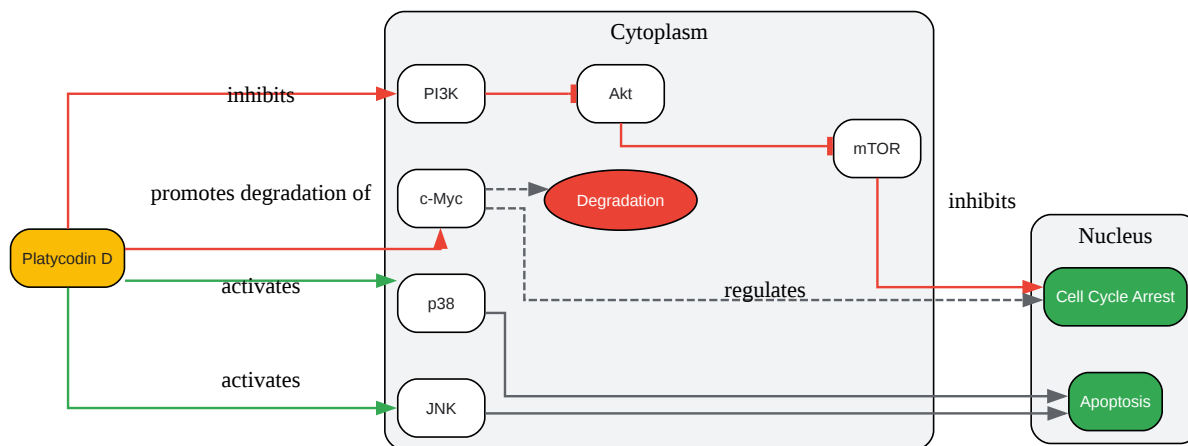 Cytoplasm
inhibits
PI3K
Akt
mTOR
promotes degradation of
c-Myc
Degradation
inhibits
Platycodin D
Nucleus
activates
p38
regulates
Cell Cycle Arrest
activates
JNK
Apoptosis